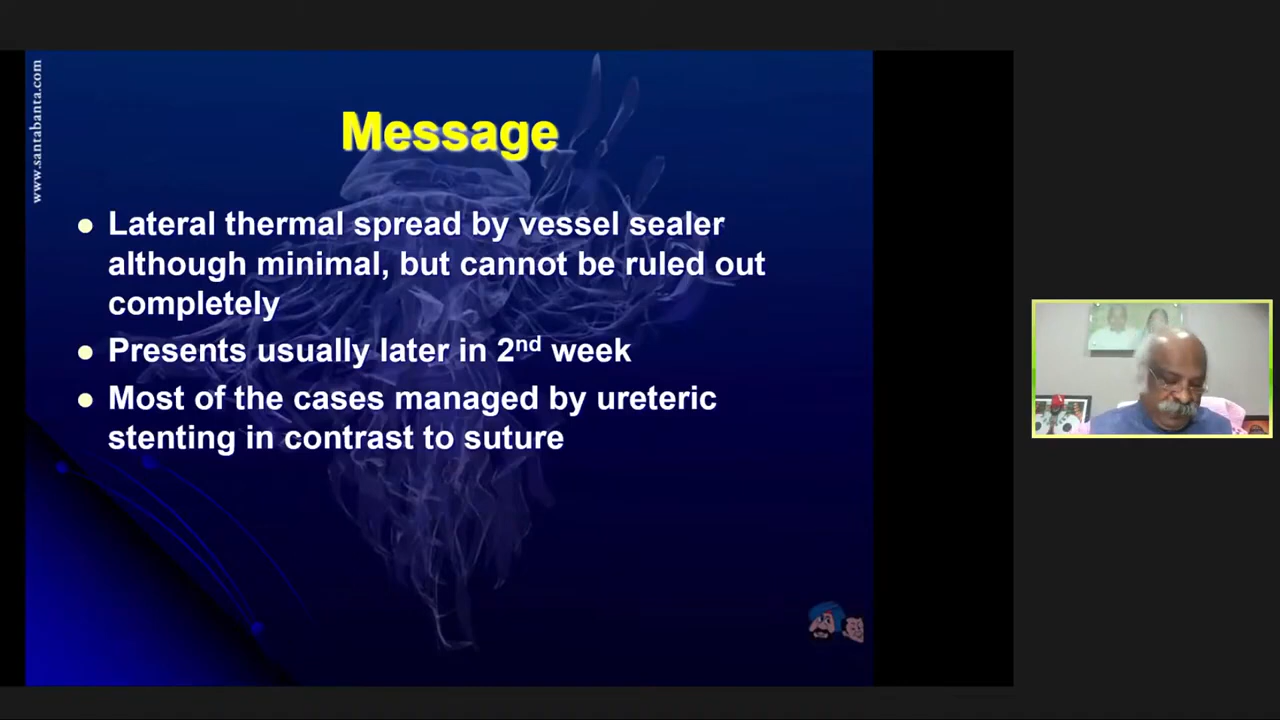 www.santabanta.com
Message
Lateral thermal spread by vessel sealer
although minimal, but cannot be ruled out
completely
Presents usually later in 2nd week
Most of the cases managed by ureteric
stenting in contrast to suture